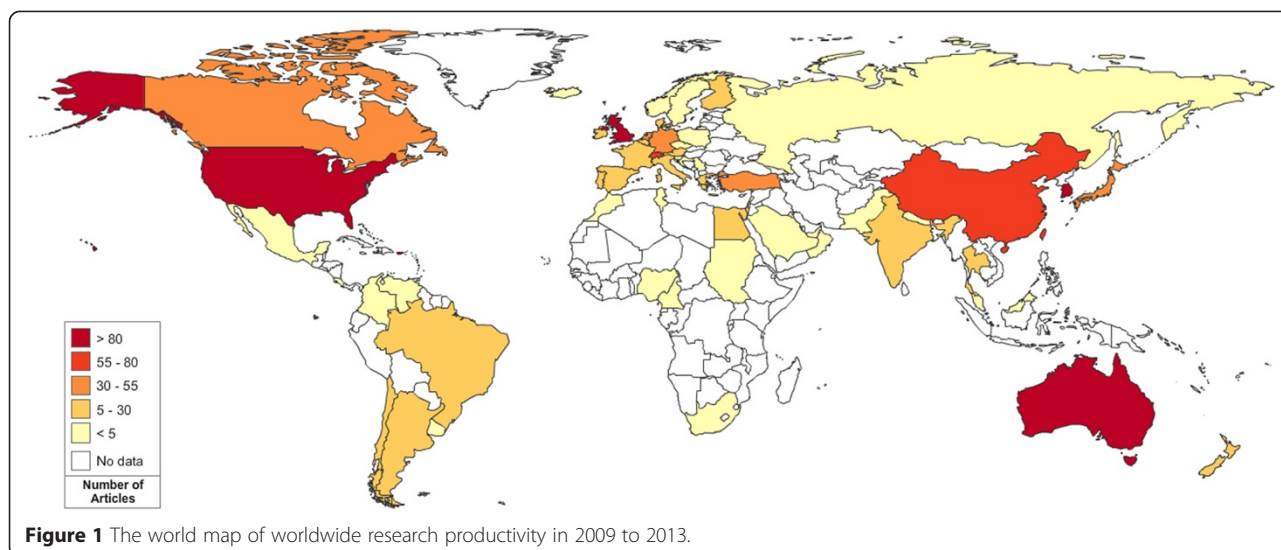 > 80
55 - 80
30 - 55
5 - 30
< 5
No data
Number of
Articles
Figure 1 The world map of worldwide research productivity in 2009 to 2013.